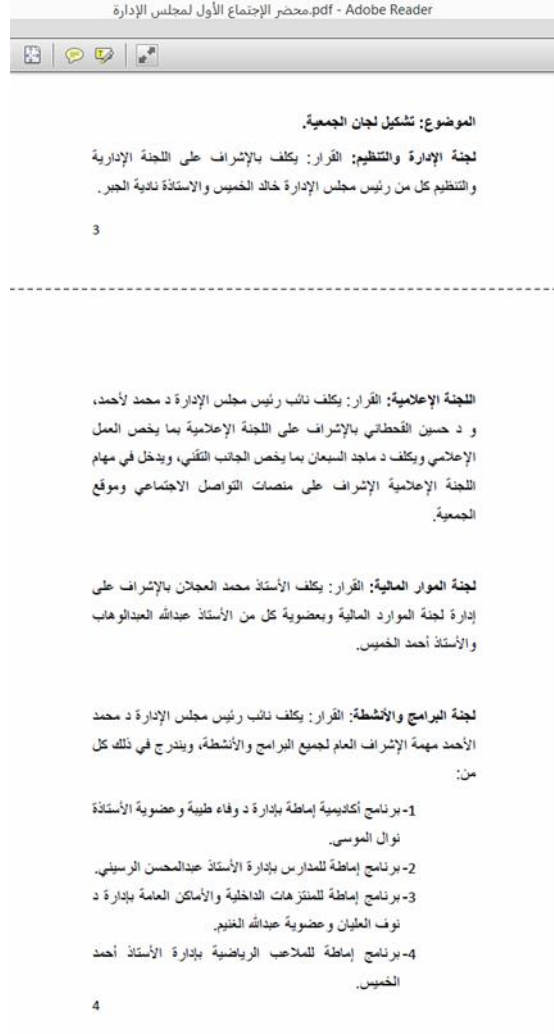 محضر الإجتماع الأول لمجلس الإدارة.pdf - Adobe Reader
الموضوع: تشكيل لجان الجمعية.
لجنة الإدارة والتنظيم: القرار: يكلف بالإشراف على اللجنة الإدارية
والتنظيم كل من رئيس مجلس الإدارة خالد الخميس والاستاذة نادية الجبر.
3
اللجنة الإعلامية: القرار: يكلف نائب رئيس مجلس الإدارة د محمد لأحمد،
و د حسين القحطاني بالإشراف على اللجنة الإعلامية بما يخص العمل
الإعلامي ويكلف د ماجد السبعان بما يخص الجانب التقني، ويدخل في مهام
اللجنة الإعلامية الإشراف على منصات التواصل الاجتماعي وموقع
الجمعية.
لجنة الموار المالية: القرار: يكلف الأستاذ محمد العجلان بالإشراف على
إدارة لجنة الموارد المالية وبعضوية كل من الأستاذ عبدالله العبدالوهاب
والأستاذ أحمد الخميس.
لجنة البرامج والأنشطة: القرار: يكلف نائب رئيس مجلس الإدارة د محمد
الأحمد مهمة الإشراف العام لجميع البرامج والأنشطة، ويندرج في ذلك كل
من:
1-برنامج أكاديمية إماطة بإدارة د وفاء طيبة وعضوية الأستاذة
نوال الموسى.
2-برنامج إماطة للمدارس بإدارة الأستاذ عبدالمحسن الرسيني.
3-برنامج إماطة للمنتزهات الداخلية والأماكن العامة بإدارة د
نوف العليان وعضوية عبدالله الغنيم.
4-برنامج إماطة للملاعب الرياضية بإدارة الأستاذ أحمد
الخميس.
4